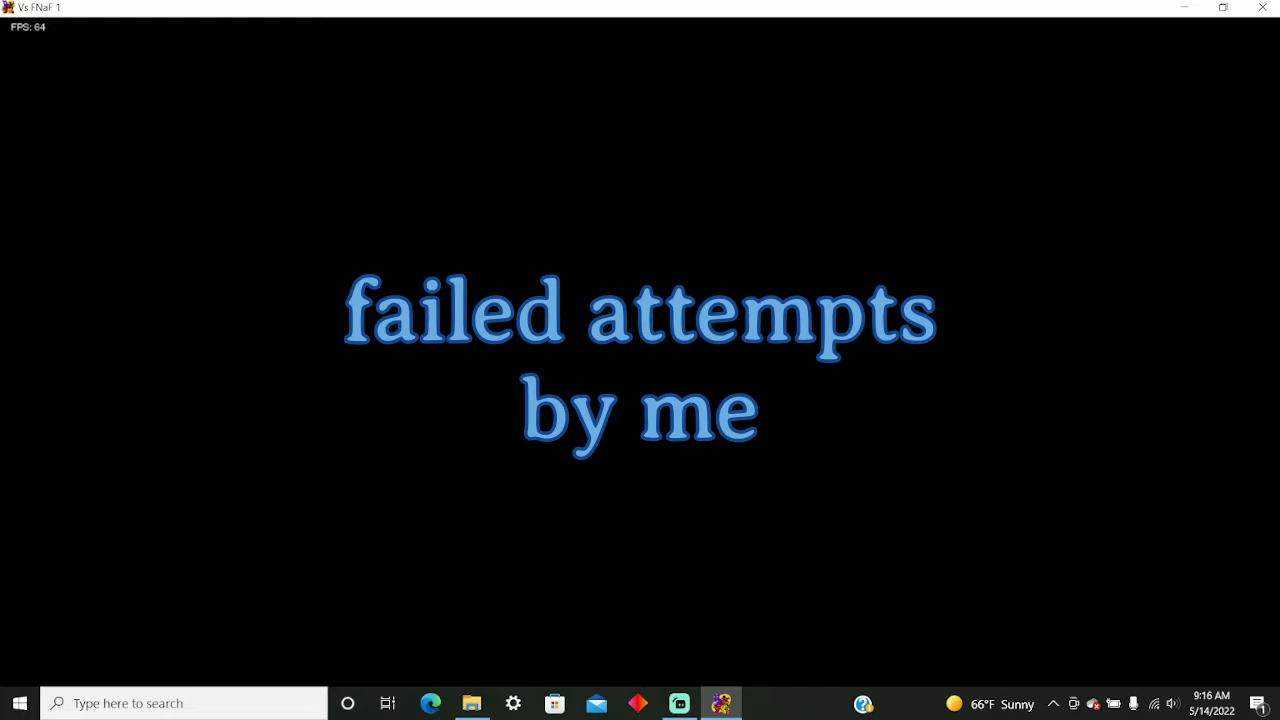 Vs FNaF 1
FPS: 64
failed attempts
by me
Type here to search
66°F Sunny
9:16 AM
5/14/2022
1